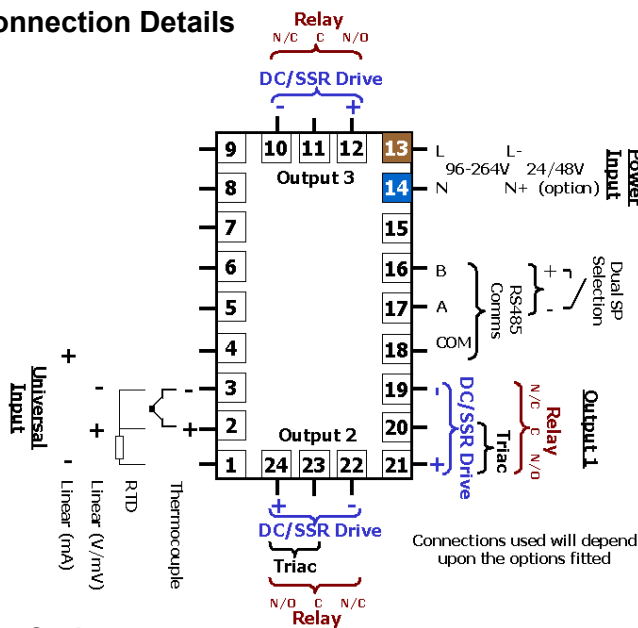 onnection Details
Relay
N/C C N/O
DC/SSR Drive
- +
9 10 11 12 13 L L-
Output 3
96-264V 24/48V
8 14 N N+ (option)
Power
Input
7 15
6 16 B
5 17 A
4 18 COM
RS485
Comms
+
-
Dual SP
Selection
3 19 -
2 20
1 24 23 22 21 +
Output 2
DC/SSR Drive
Triac
N/C C N/O
Relay
Output 1
Universal
Input
+
-
- +
- +
Linear (mA)
Linear (V/mV)
RTD
Thermocouple
+ -
DC/SSR Drive
Triac
N/O C N/C
Relay
Connections used will depend
upon the options fitted